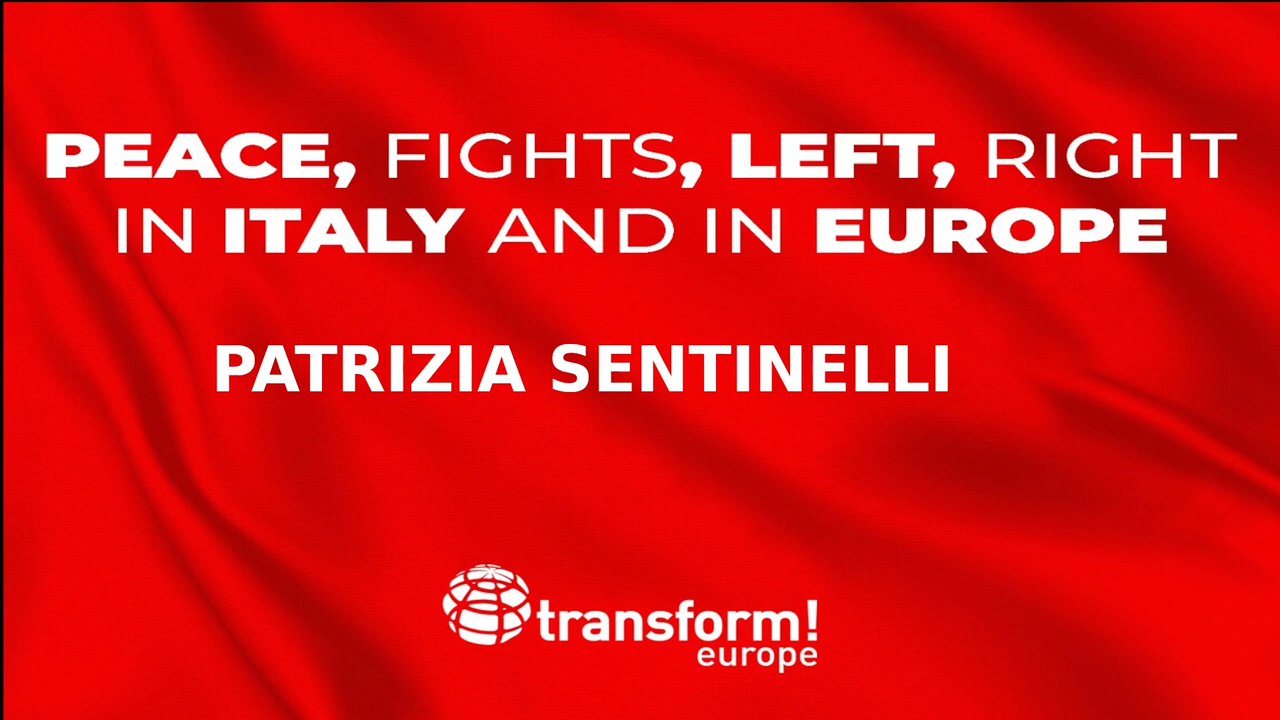 PEACE, FIGHTS, LEFT, RIGHT
IN ITALY AND IN EUROPE
PATRIZIA SENTINELLI
transform!
europe